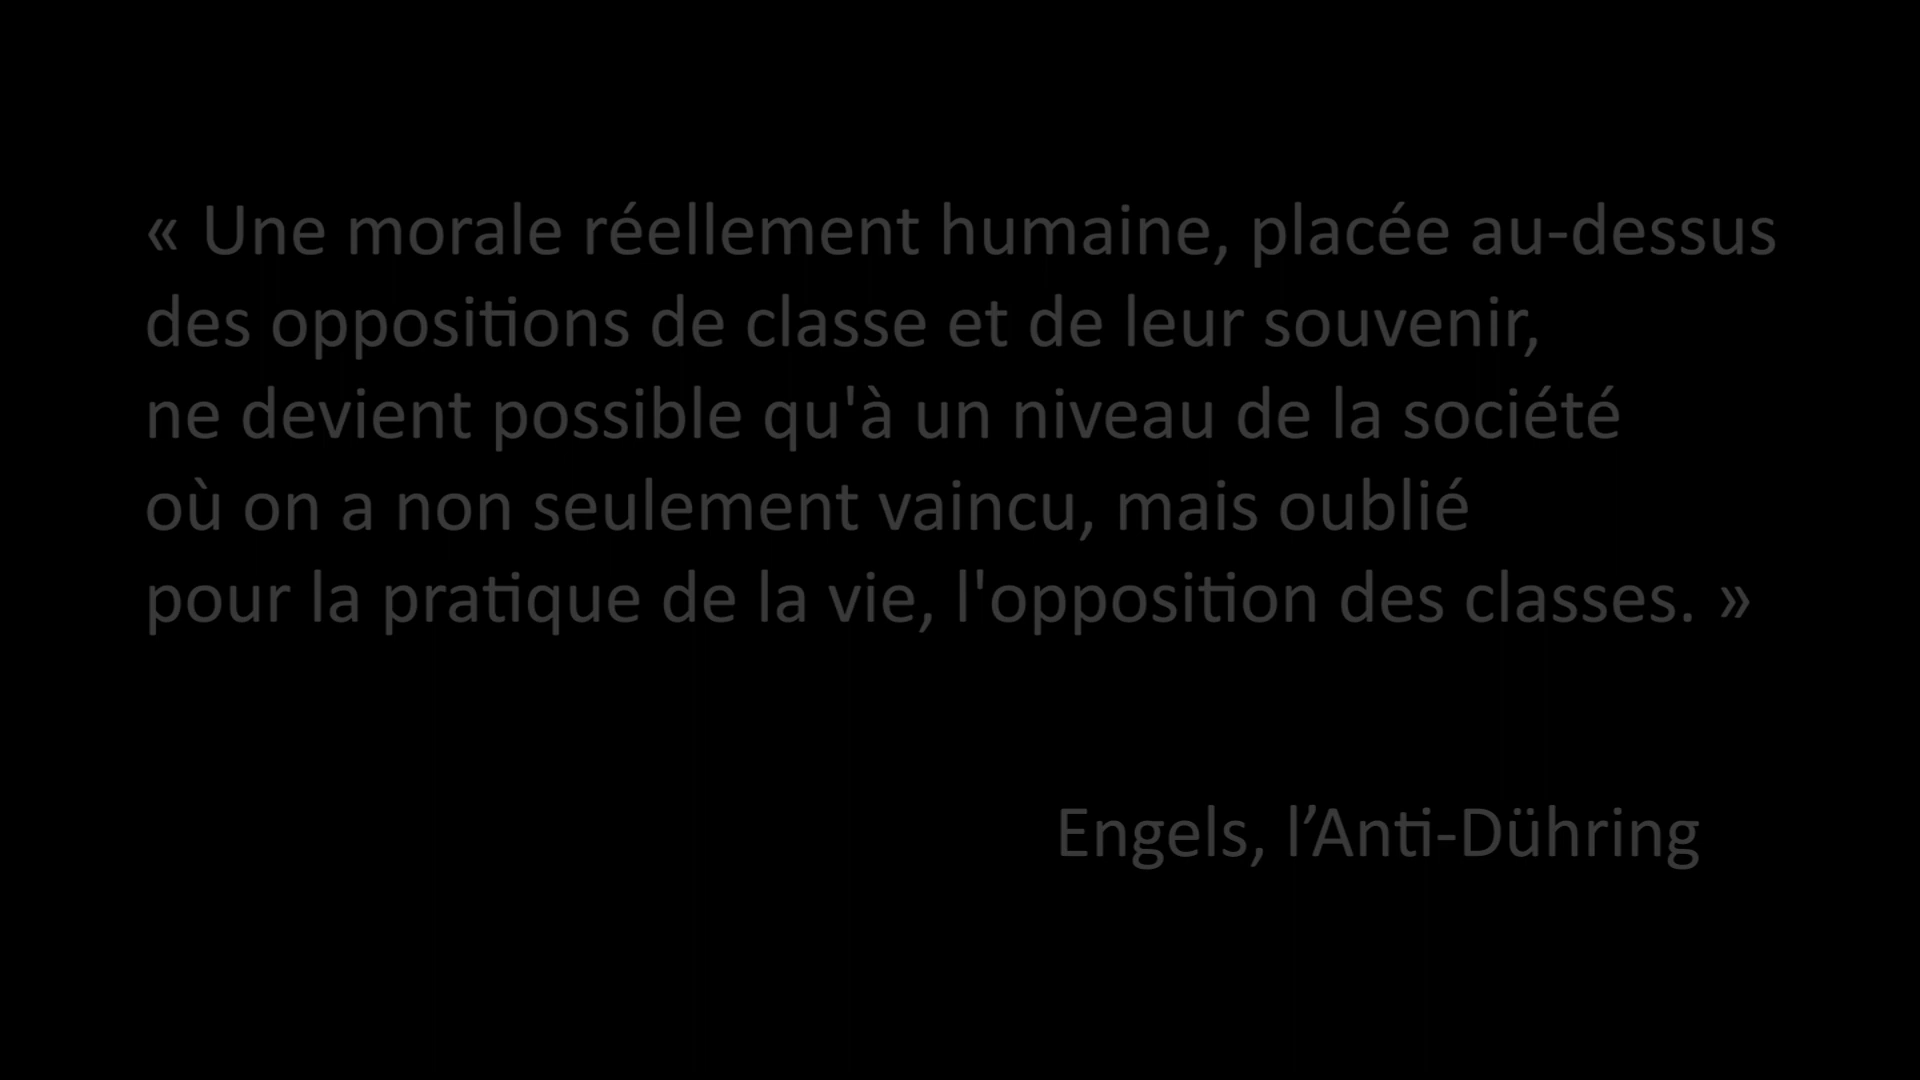 « Une morale réellement humaine, placée au-dessus
des oppositions de classe et de leur souvenir,
ne devient possible qu'à un niveau de la société
où on a non seulement vaincu, mais oublié
pour la pratique de la vie, l'opposition des classes. »
Engels, l’Anti-Dühring